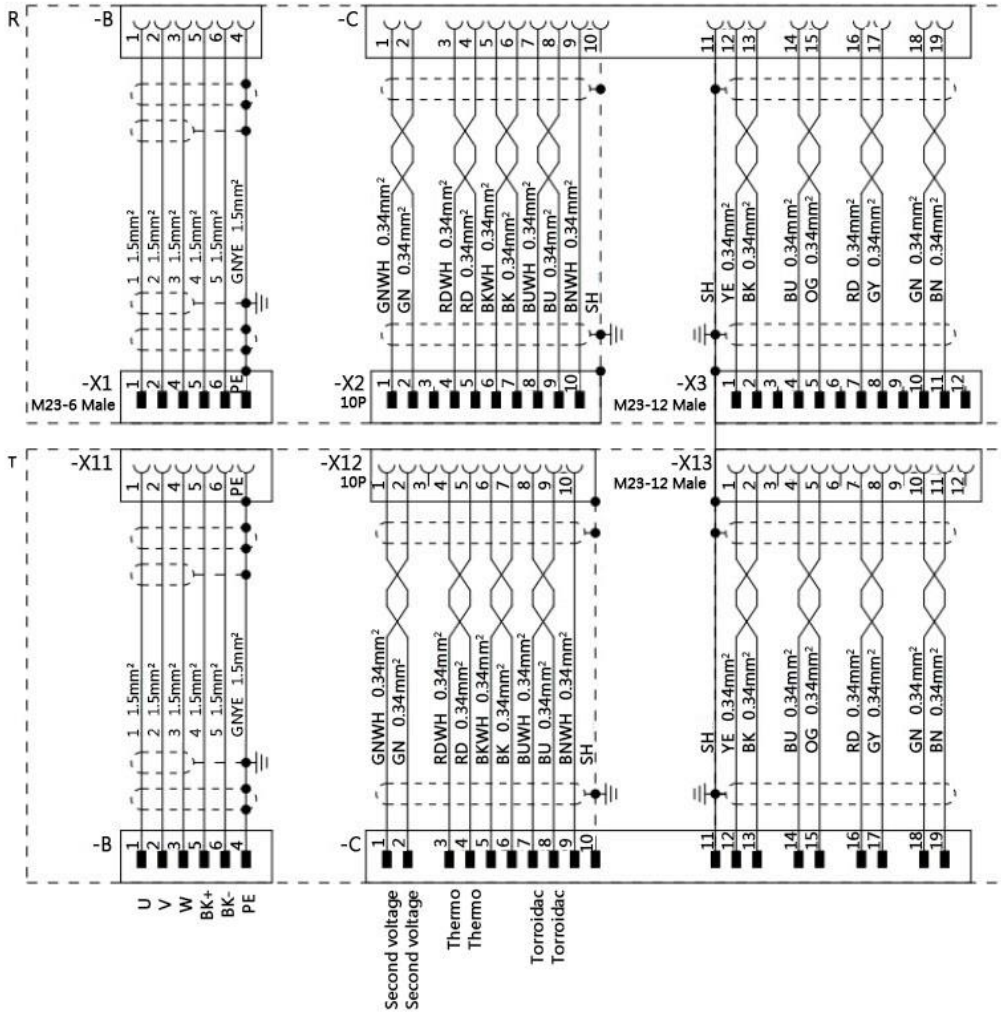 R
-B
1 2 3 5 6 4
-C
1 2 3 4 5 6 7 8 9 10 11 12 13 14 15 16 17 18 19
1 1.5mm²
2 1.5mm²
3 1.5mm²
4 1.5mm²
5 1.5mm²
GNYE 1.5mm²
GNWH 0.34mm²
GN 0.34mm²
RDWH 0.34mm²
RD 0.34mm²
BKWH 0.34mm²
BK 0.34mm²
BUWH 0.34mm²
BU 0.34mm²
BNWH 0.34mm²
SH
SH
YE 0.34mm²
BK 0.34mm²
BU 0.34mm²
OG 0.34mm²
RD 0.34mm²
GY 0.34mm²
GN 0.34mm²
BN 0.34mm²
-X1
M23-6 Male
1 2 4 5 6 PE
-X2
10P
1 2 3 4 5 6 7 8 9 10
-X3
M23-12 Male
1 2 3 4 5 6 7 8 9 10 11 12
T
-X11
1 2 4 5 6 PE
-X12
10P
1 2 3 4 5 6 7 8 9 10
-X13
M23-12 Male
1 2 3 4 5 6 7 8 9 10 11 12
1 1.5mm²
2 1.5mm²
3 1.5mm²
4 1.5mm²
5 1.5mm²
GNYE 1.5mm²
GNWH 0.34mm²
GN 0.34mm²
RDWH 0.34mm²
RD 0.34mm²
BKWH 0.34mm²
BK 0.34mm²
BUWH 0.34mm²
BU 0.34mm²
BNWH 0.34mm²
SH
SH
YE 0.34mm²
BK 0.34mm²
BU 0.34mm²
OG 0.34mm²
RD 0.34mm²
GY 0.34mm²
GN 0.34mm²
BN 0.34mm²
-B
1 2 3 5 6 4
-C
1 2 3 4 5 6 7 8 9 10 11 12 13 14 15 16 17 18 19
U
V
W
BK+
BK-
PE
Second voltage
Second voltage
Thermo
Thermo
Torroidac
Torroidac